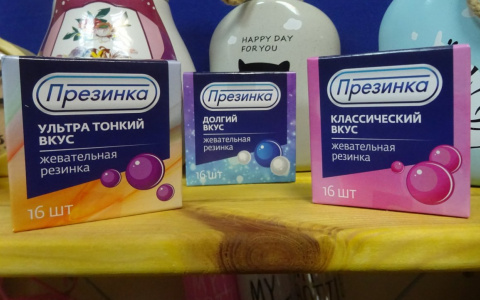 HAPPY DAY
FOR YOU
Презинка
УЛЬТРА ТОНКИЙ
ВКУС
жевательная
резинка
16 шт
Презинка
ДОЛГИЙ
ВКУС
жевательная
резинка
16 шт
Презинка
КЛАССИЧЕСКИЙ
ВКУС
жевательная
резинка
16 шт
MY